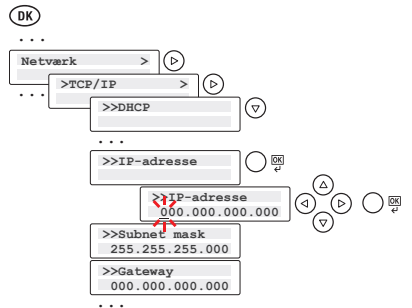 DK
...
Netværk >
>TCP/IP >
...
>>DHCP
...
>>IP-adresse
OK
>>IP-adresse
000.000.000.000
OK
>>Subnet mask
255.255.255.000
>>Gateway
000.000.000.000
...